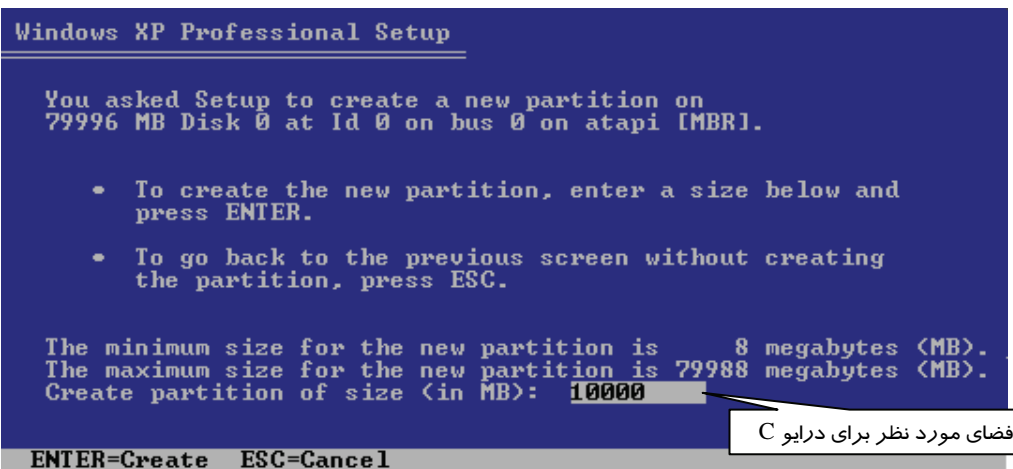 Windows XP Professional Setup
You asked Setup to create a new partition on
79996 MB Disk 0 at Id 0 on bus 0 on atapi [MBR].
• To create the new partition, enter a size below and
press ENTER.
• To go back to the previous screen without creating
the partition, press ESC.
The minimum size for the new partition is 8 megabytes (MB).
The maximum size for the new partition is 79988 megabytes (MB).
Create partition of size (in MB): 10000
فضای مورد نظر برای درایو C
ENTER=Create ESC=Cancel